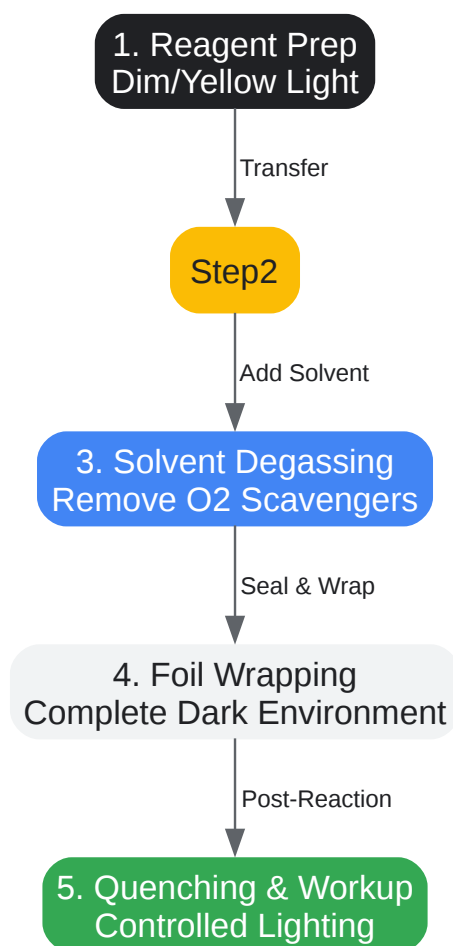 1. Reagent Prep
Dim/Yellow Light
Transfer
Step2
Add Solvent
3. Solvent Degassing
Remove O2 Scavengers
Seal & Wrap
4. Foil Wrapping
Complete Dark Environment
Post-Reaction
5. Quenching & Workup
Controlled Lighting